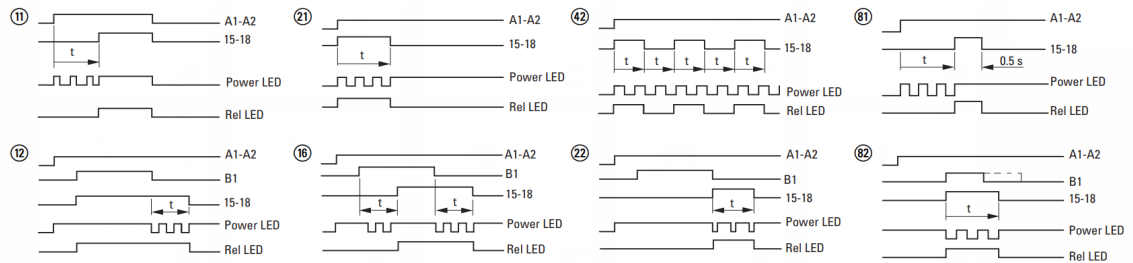 11
A1-A2
15-18
t
Power LED
Rel LED
21
A1-A2
15-18
t
Power LED
Rel LED
42
A1-A2
15-18
t t t t t
Power LED
Rel LED
81
A1-A2
15-18
t 0.5 s
Power LED
Rel LED
12
A1-A2
B1
15-18
t
Power LED
Rel LED
16
A1-A2
B1
15-18
t t
Power LED
Rel LED
22
A1-A2
B1
15-18
t
Power LED
Rel LED
82
A1-A2
B1
15-18
t
Power LED
Rel LED